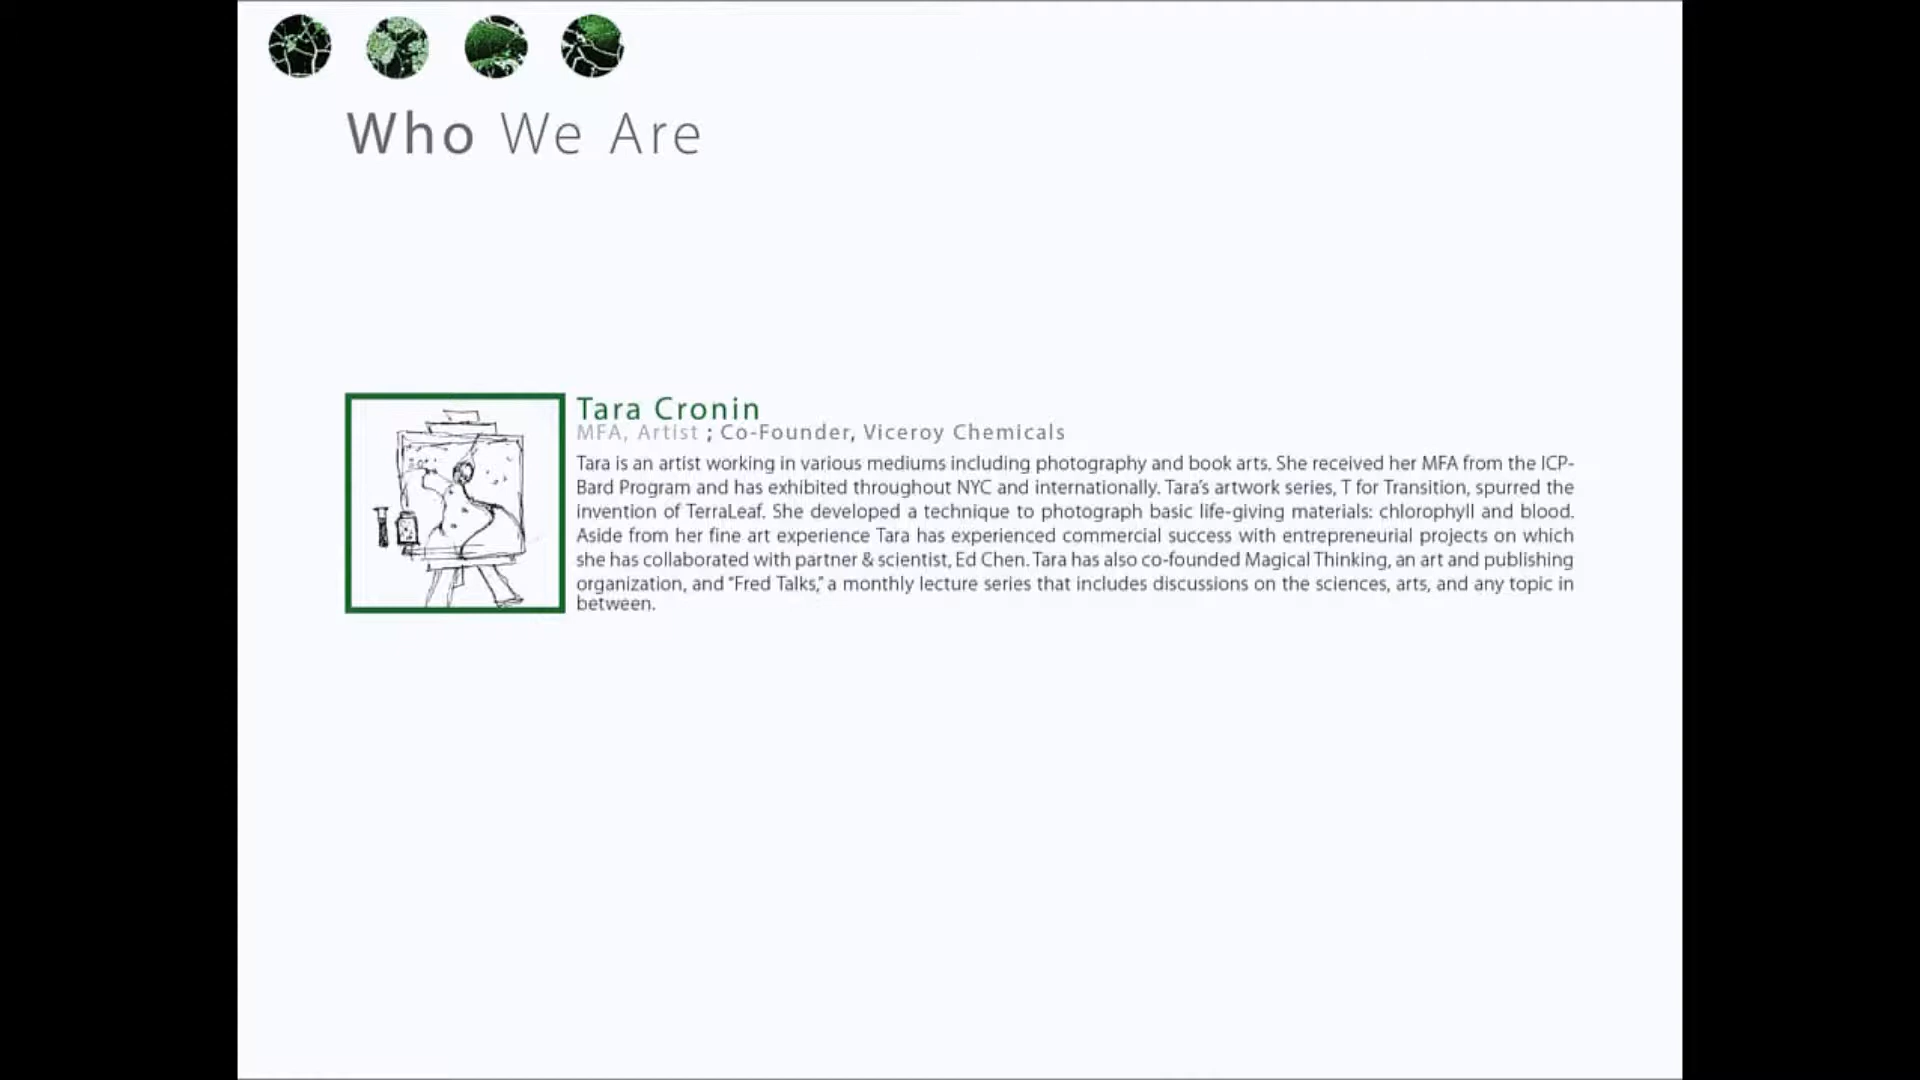 Who We Are
Tara Cronin
MFA, Artist ; Co-Founder, Viceroy Chemicals
Tara is an artist working in various mediums including photography and book arts. She received her MFA from the ICP-
Bard Program and has exhibited throughout NYC and internationally. Tara’s artwork series, T for Transition, spurred the
invention of TerraLeaf. She developed a technique to photograph basic life-giving materials: chlorophyll and blood.
Aside from her fine art experience Tara has experienced commercial success with entrepreneurial projects on which
she has collaborated with partner & scientist, Ed Chen. Tara has also co-founded Magical Thinking, an art and publishing
organization, and “Fred Talks,” a monthly lecture series that includes discussions on the sciences, arts, and any topic in
between.